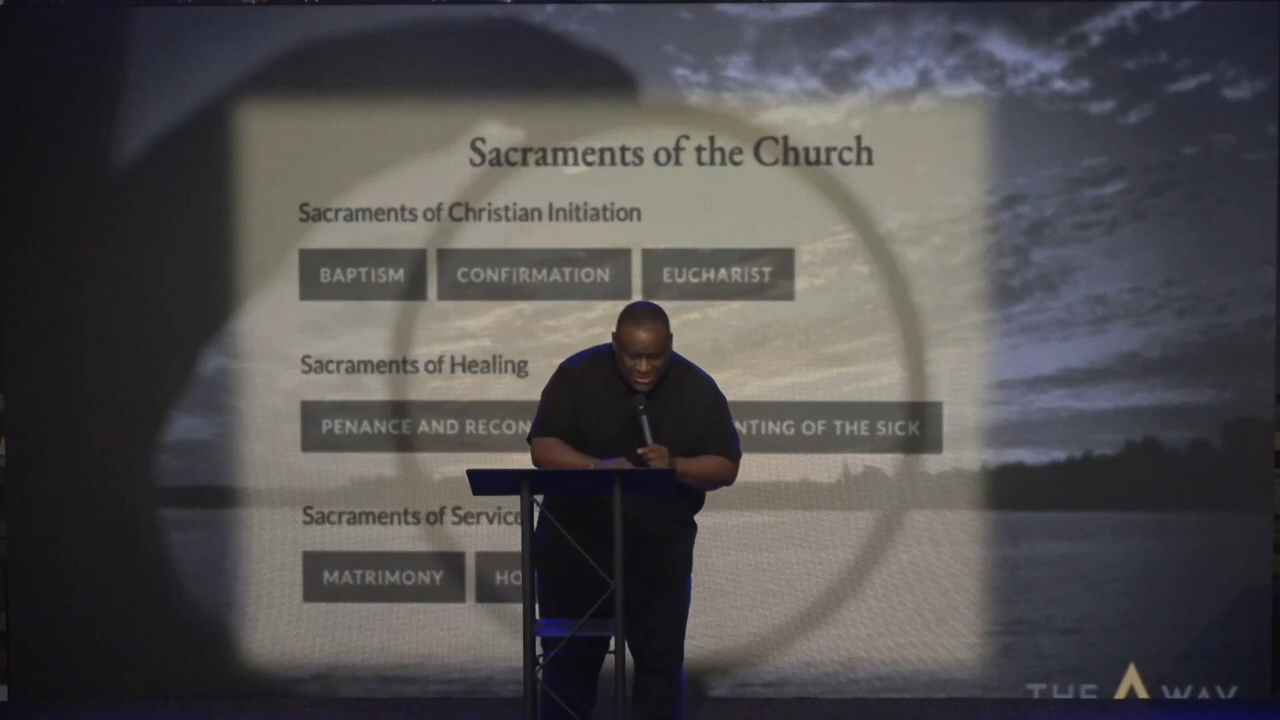 Sacraments of the Church
Sacraments of Christian Initiation
BAPTISM CONFIRMATION EUCHARIST
Sacraments of Healing
PENANCE AND RECON NTING OF THE SICK
Sacraments of Service
MATRIMONY HO
THE WAY